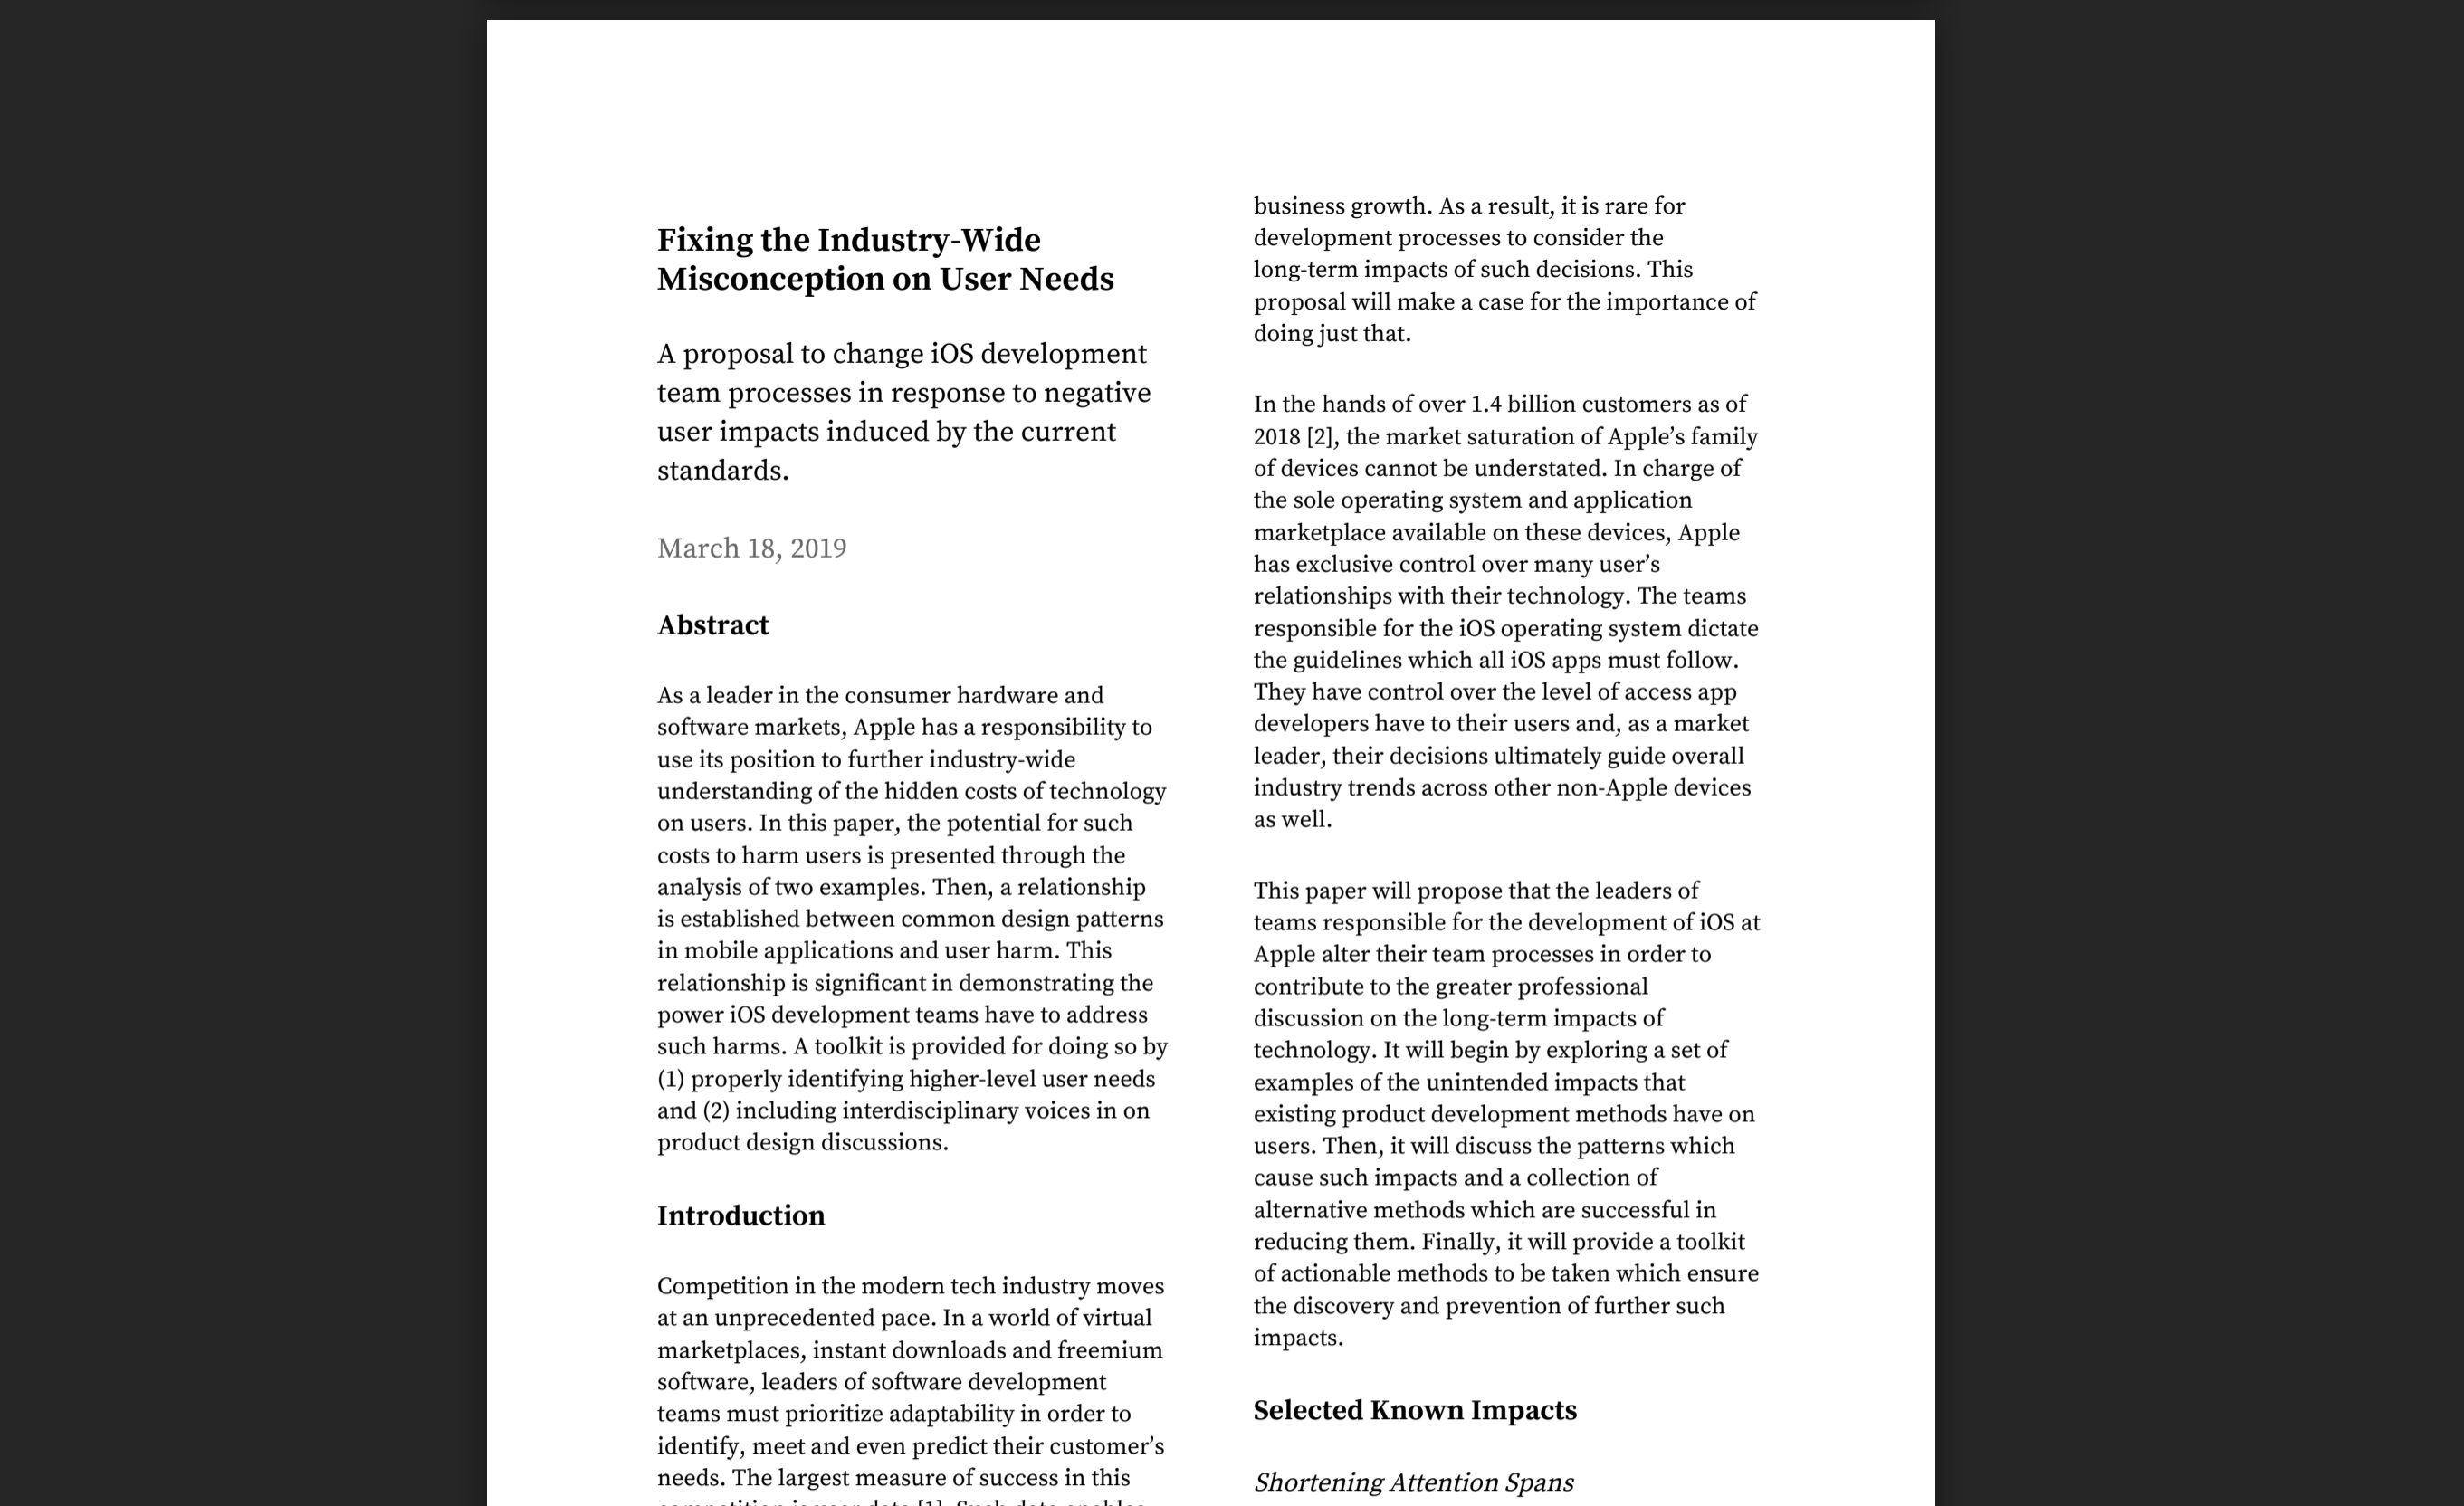 Fixing the Industry-Wide
Misconception on User Needs
A proposal to change iOS development
team processes in response to negative
user impacts induced by the current
standards.
March 18, 2019
Abstract
As a leader in the consumer hardware and
software markets, Apple has a responsibility to
use its position to further industry-wide
understanding of the hidden costs of technology
on users. In this paper, the potential for such
costs to harm users is presented through the
analysis of two examples. Then, a relationship
is established between common design patterns
in mobile applications and user harm. This
relationship is significant in demonstrating the
power iOS development teams have to address
such harms. A toolkit is provided for doing so by
(1) properly identifying higher-level user needs
and (2) including interdisciplinary voices in on
product design discussions.
Introduction
Competition in the modern tech industry moves
at an unprecedented pace. In a world of virtual
marketplaces, instant downloads and freemium
software, leaders of software development
teams must prioritize adaptability in order to
identify, meet and even predict their customer’s
needs. The largest measure of success in this
competition is user data [1]. Such data enables
business growth. As a result, it is rare for
development processes to consider the
long-term impacts of such decisions. This
proposal will make a case for the importance of
doing just that.
In the hands of over 1.4 billion customers as of
2018 [2], the market saturation of Apple’s family
of devices cannot be understated. In charge of
the sole operating system and application
marketplace available on these devices, Apple
has exclusive control over many user’s
relationships with their technology. The teams
responsible for the iOS operating system dictate
the guidelines which all iOS apps must follow.
They have control over the level of access app
developers have to their users and, as a market
leader, their decisions ultimately guide overall
industry trends across other non-Apple devices
as well.
This paper will propose that the leaders of
teams responsible for the development of iOS at
Apple alter their team processes in order to
contribute to the greater professional
discussion on the long-term impacts of
technology. It will begin by exploring a set of
examples of the unintended impacts that
existing product development methods have on
users. Then, it will discuss the patterns which
cause such impacts and a collection of
alternative methods which are successful in
reducing them. Finally, it will provide a toolkit
of actionable methods to be taken which ensure
the discovery and prevention of further such
impacts.
Selected Known Impacts
Shortening Attention Spans